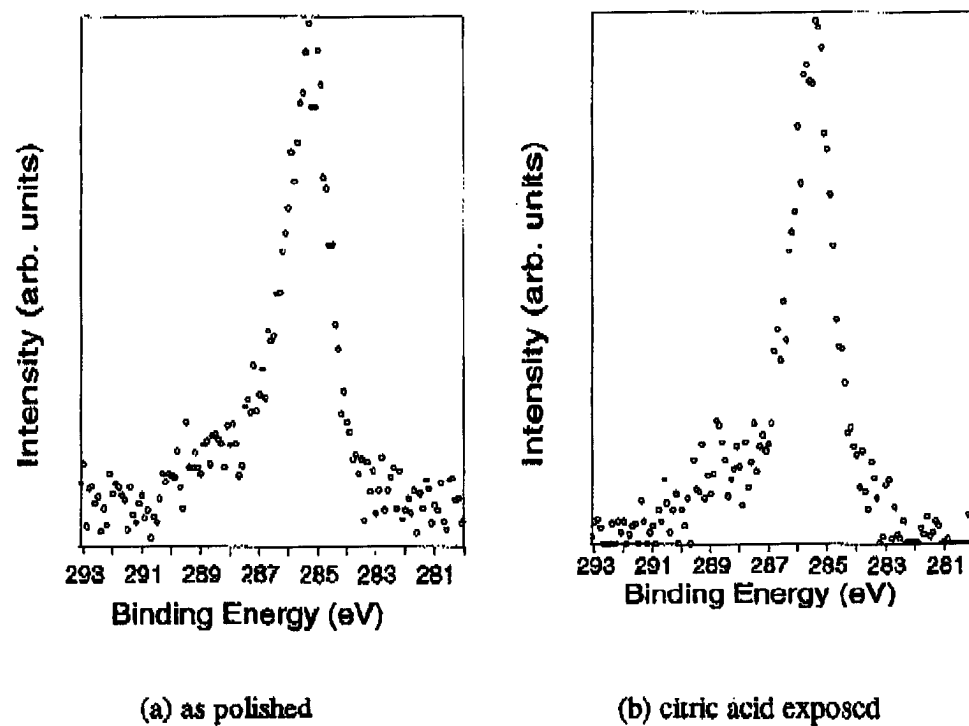 Intensity (arb. units)
293 291 289 287 285 283 281
Binding Energy (eV)
(a) as polished
Intensity (arb. units)
293 291 289 287 285 283 281
Binding Energy (eV)
(b) citric acid exposed